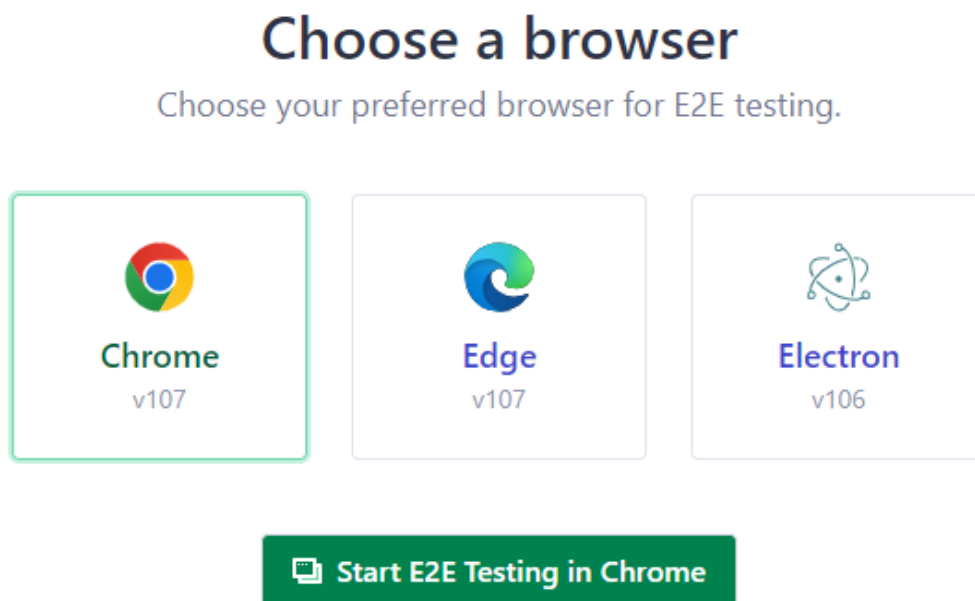 Choose a browser
Choose your preferred browser for E2E testing.
Chrome
v107
Edge
v107
Electron
v106
Start E2E Testing in Chrome